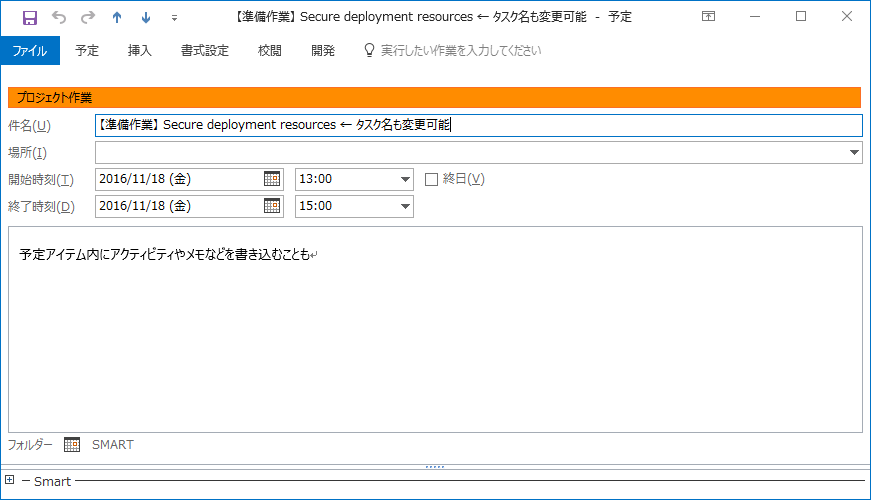 【準備作業】 Secure deployment resources ← タスク名も変更可能 - 予定
ファイル 予定 挿入 書式設定 校閲 開発 実行したい作業を入力してください
プロジェクト作業
件名(U) 【準備作業】 Secure deployment resources ← タスク名も変更可能
場所(I)
開始時刻(T) 2016/11/18 (金) 13:00 終日(V)
終了時刻(D) 2016/11/18 (金) 15:00
予定アイテム内にアクティビティやメモなどを書き込むことも↵
フォルダー SMART
Smart